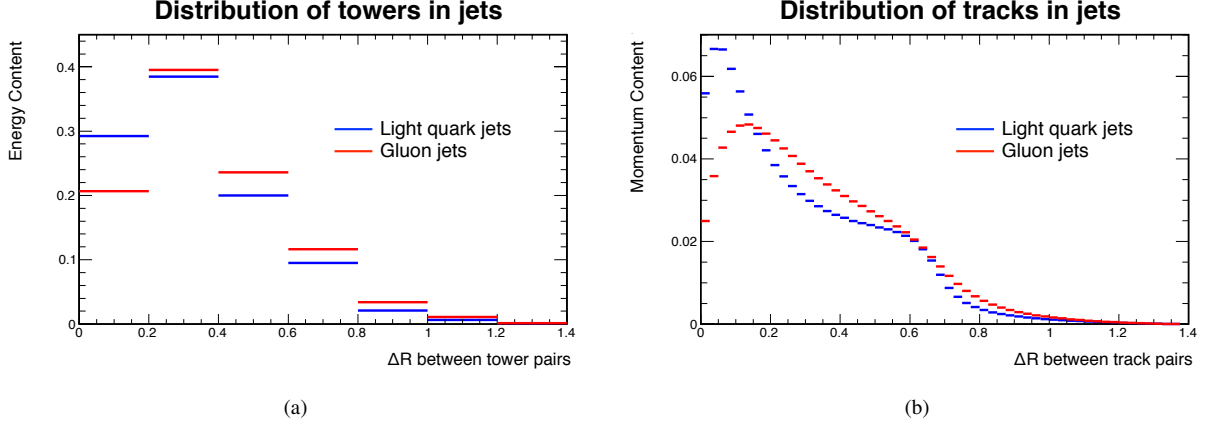 Distribution of towers in jets
Energy Content
0.4
0.3
0.2
0.1
0
Light quark jets
Gluon jets
0 0.2 0.4 0.6 0.8 1 1.2 1.4
ΔR between tower pairs
(a)
Distribution of tracks in jets
Momentum Content
0.06
0.04
0.02
0
Light quark jets
Gluon jets
0 0.2 0.4 0.6 0.8 1 1.2 1.4
ΔR between track pairs
(b)